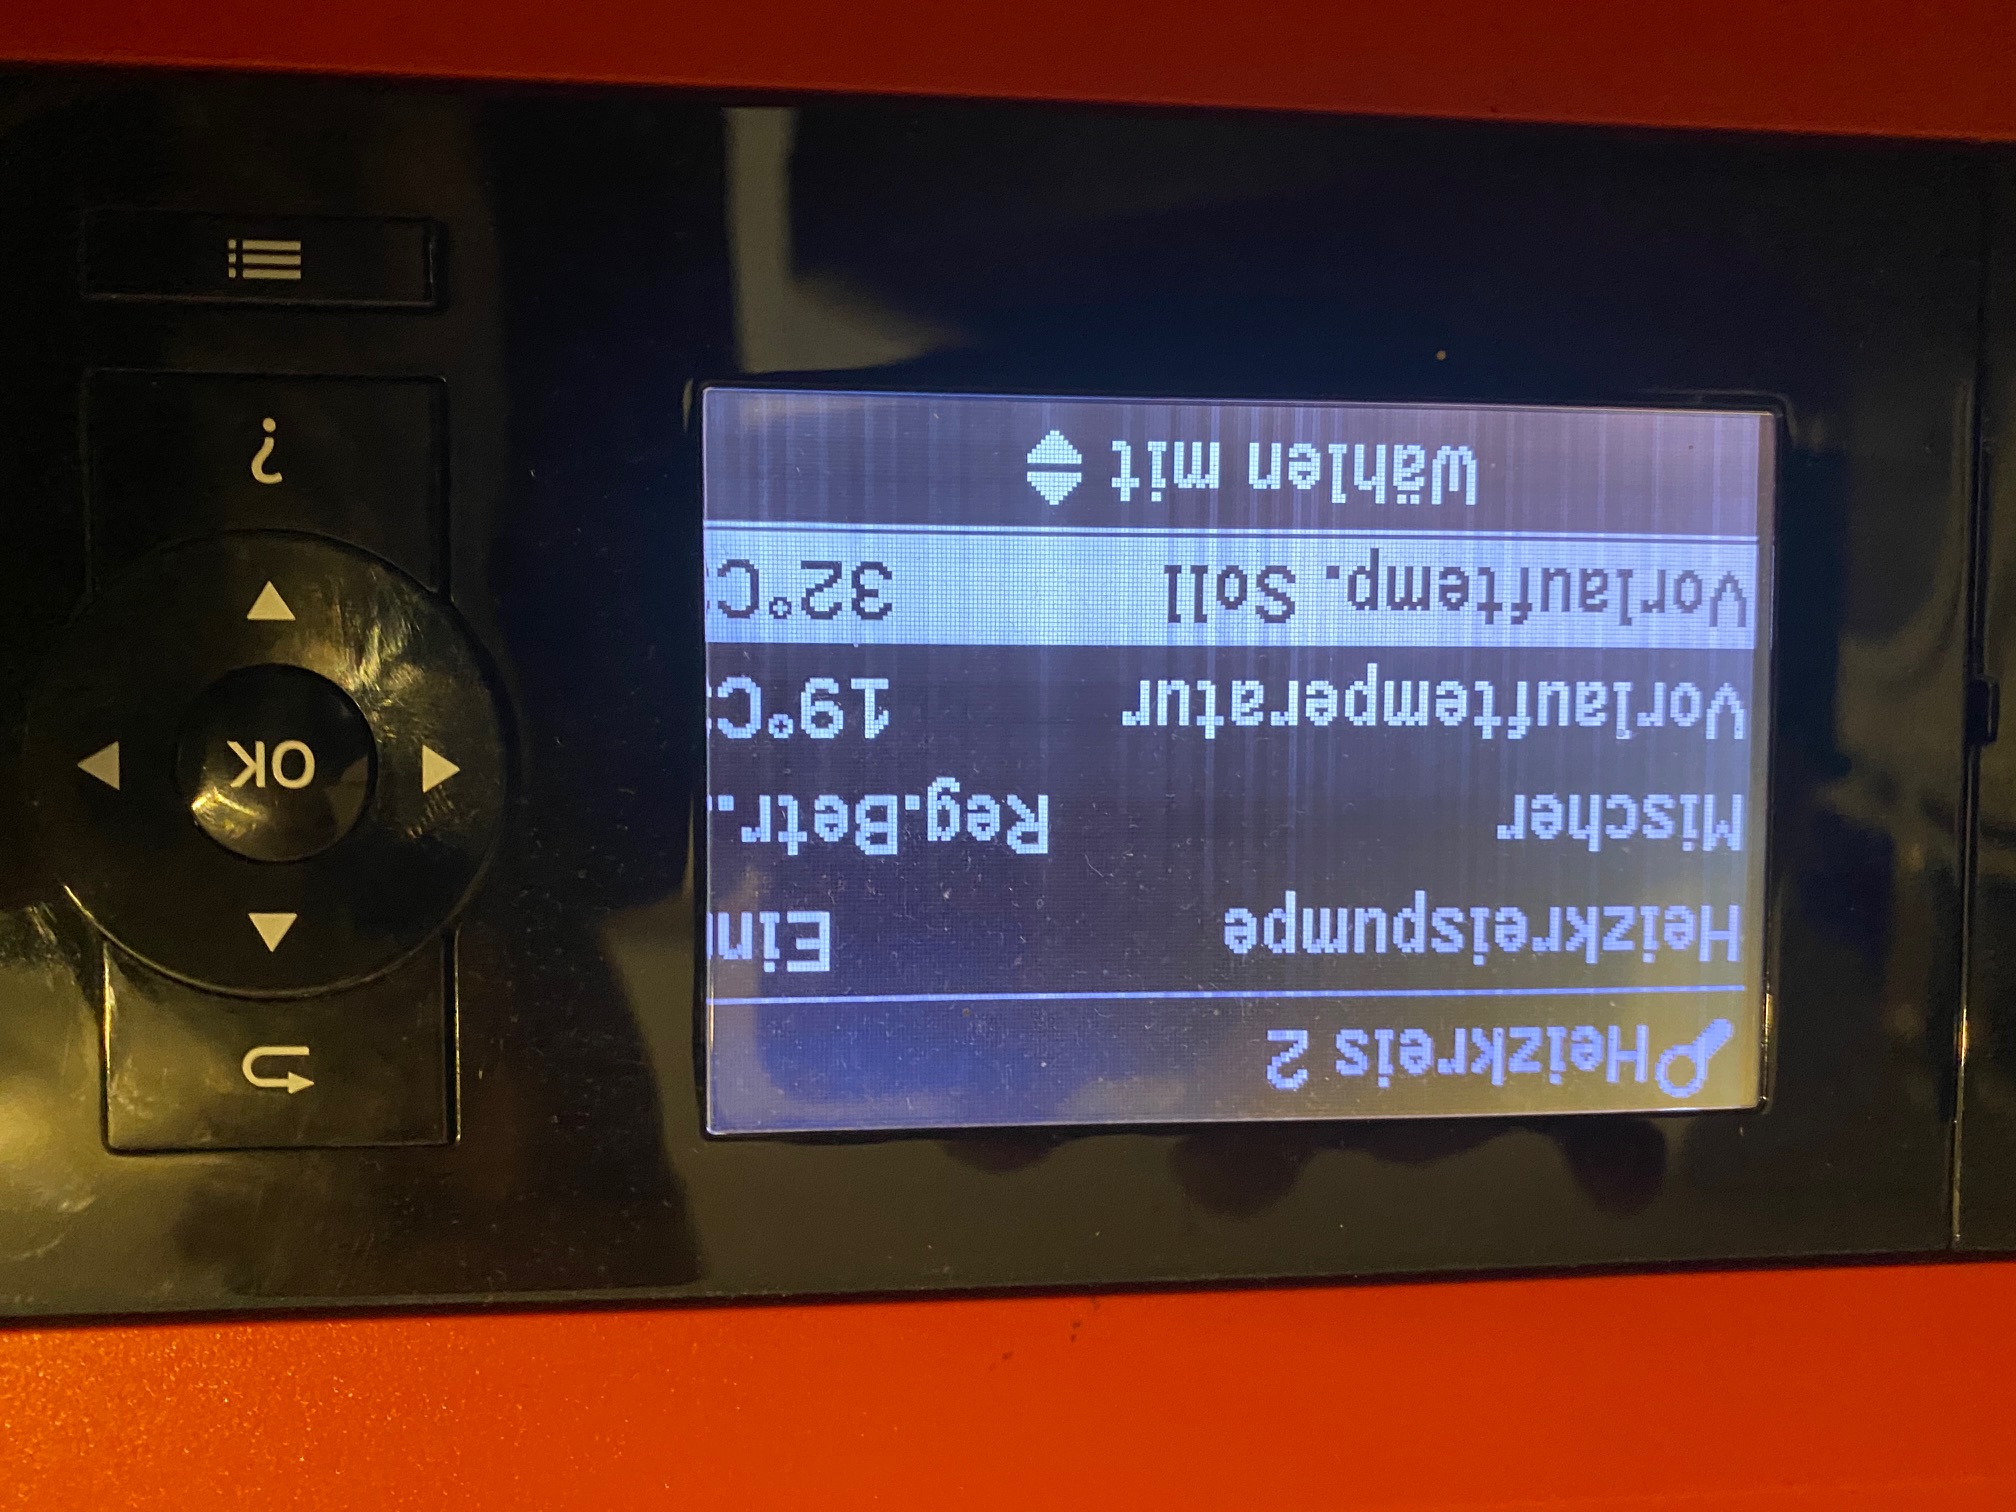 Heizkreis 2
Heizkreispumpe Ein
Mischer Reg.Betr..
Vorlauftemperatur 19°C
Vorlauftemp. Soll 32°C
Wählen mit
OK
?